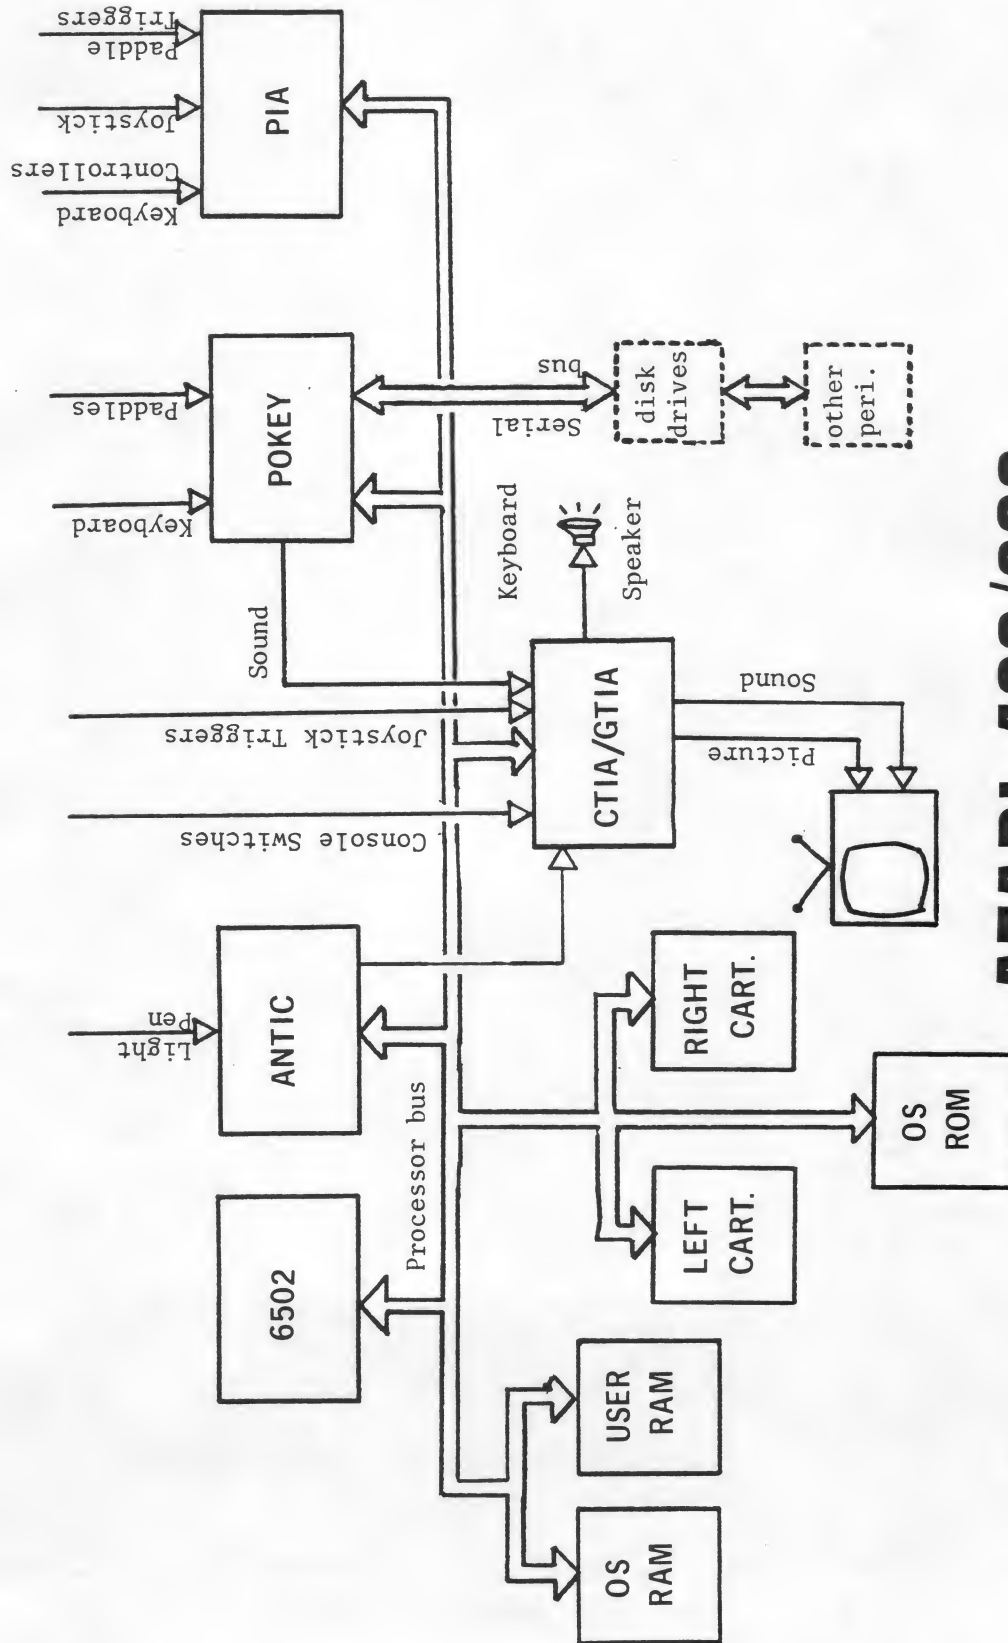 Paddle
Triggers
Joystick
Keyboard
Controllers
PIA
Paddles
Keyboard
POKEY
Serial
bus
disk
drives
other
peri.
Sound
Keyboard
Speaker
Joystick Triggers
Console Switches
CTIA/GTIA
Picture
Sound
Light
Pen
ANTIC
Processor bus
6502
RIGHT
CART.
LEFT
CART.
OS
ROM
USER
RAM
OS
RAM